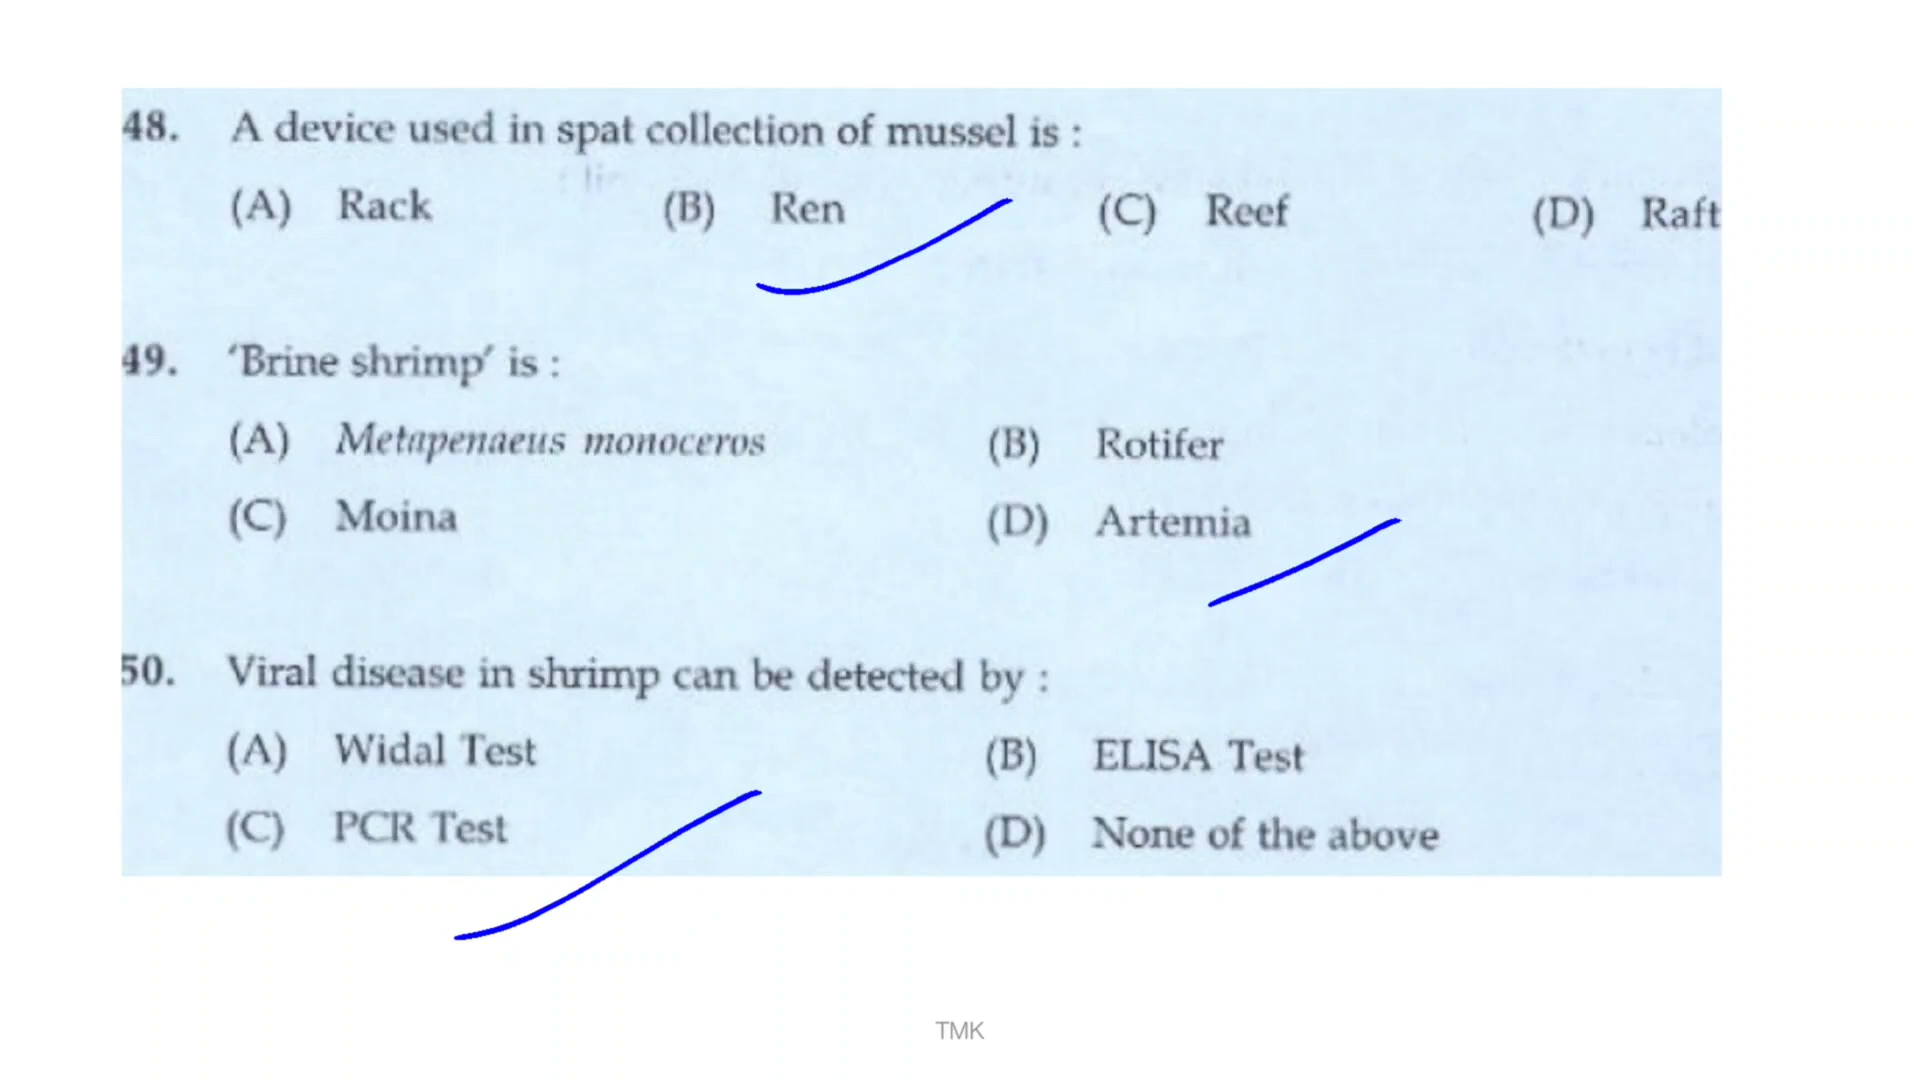 48. A device used in spat collection of mussel is :
(A) Rack (B) Ren (C) Reef (D) Raft
49. ‘Brine shrimp’ is :
(A) Metapenaeus monoceros (B) Rotifer
(C) Moina (D) Artemia
50. Viral disease in shrimp can be detected by :
(A) Widal Test (B) ELISA Test
(C) PCR Test (D) None of the above
TMK